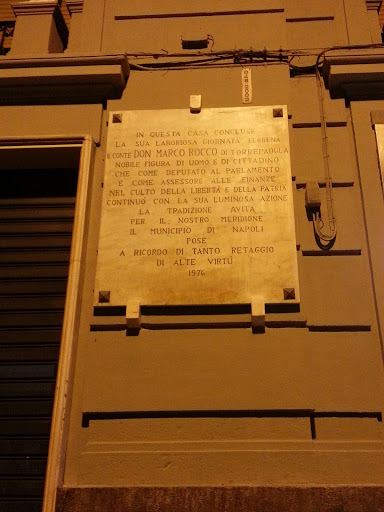 IN QUESTA CASA CONCLUSE
LA SUA LABORIOSA GIORNATA TERRENA
IL CONTE DON MARCO ROCCO DI TORREPADULA
NOBILE FIGURA DI UOMO E DI CITTADINO
CHE COME DEPUTATO AL PARLAMENTO
E COME ASSESSORE ALLE FINANZE
NEL CULTO DELLA LIBERTÀ E DELLA PATRIA
CONTINUÒ CON LA SUA LUMINOSA AZIONE
LA TRADIZIONE AVITA
PER IL NOSTRO MERIDIONE
IL MUNICIPIO DI NAPOLI
POSE
A RICORDO DI TANTO RETAGGIO
DI ALTE VIRTÙ
1976